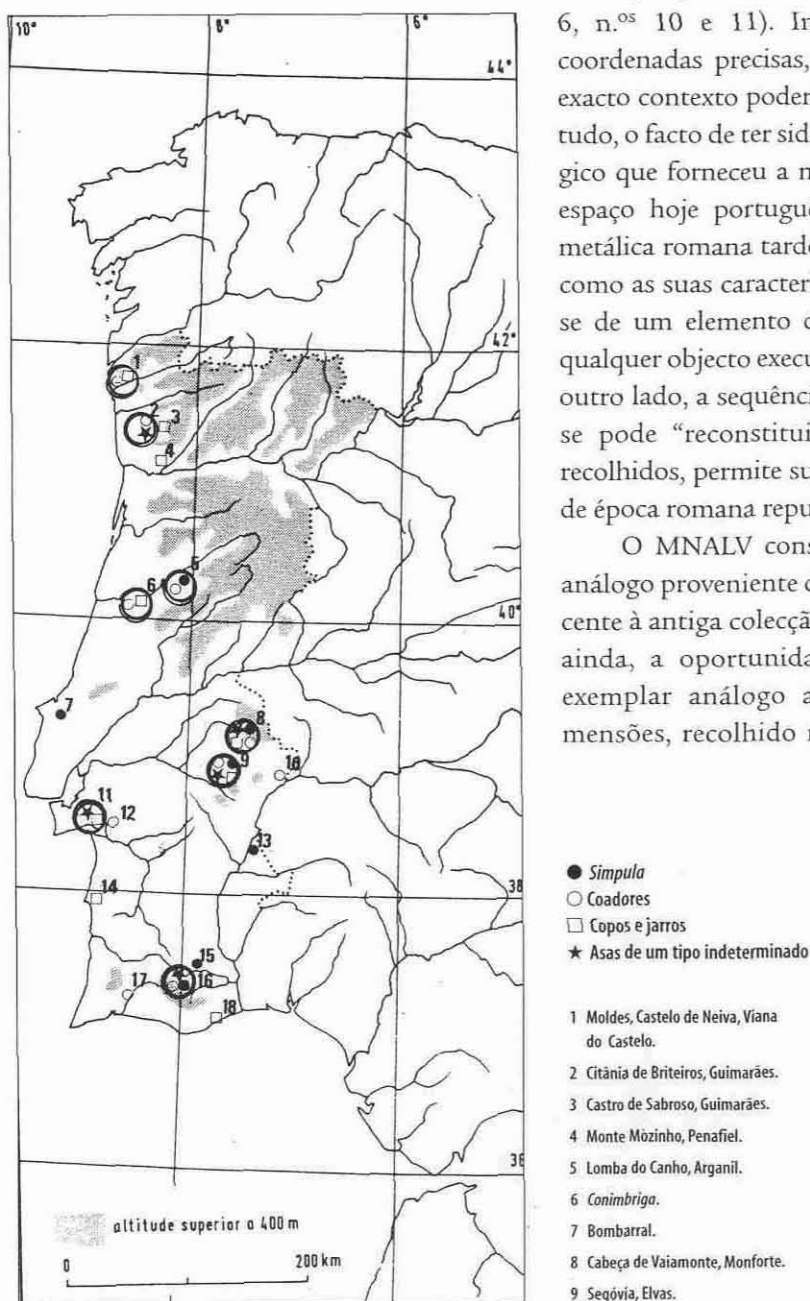 10°
8°
6°
44°
42°
40°
38
36
1
2
3
4
5
6
7
8
9
10
11
12
13
14
15
16
17
18
altitude superior a 400 m
0
200 km
6, n.ºs 10 e 11). In
coordenadas precisas,
exacto contexto poder
tudo, o facto de ter sid
gico que forneceu a n
espaço hoje portugu
metálica romana tard
como as suas caracter
se de um elemento c
qualquer objecto execu
outro lado, a sequênci
se pode “reconstitui
recolhidos, permite su
de época romana repu
O MNALV cons
análogo proveniente c
cente à antiga colecçã
ainda, a oportunida
exemplar análogo a
mensões, recolhido r
Simpula
Coadores
Copos e jarros
Asas de um tipo indeterminado
1 Moldes, Castelo de Neiva, Viana
do Castelo.
2 Citânia de Briteiros, Guimarães.
3 Castro de Sabroso, Guimarães.
4 Monte Mòzinho, Penafiel.
5 Lomba do Canho, Arganil.
6 Conimbriga.
7 Bombarral.
8 Cabeça de Vaiamonte, Monforte.
9 Segóvia, Elvas.